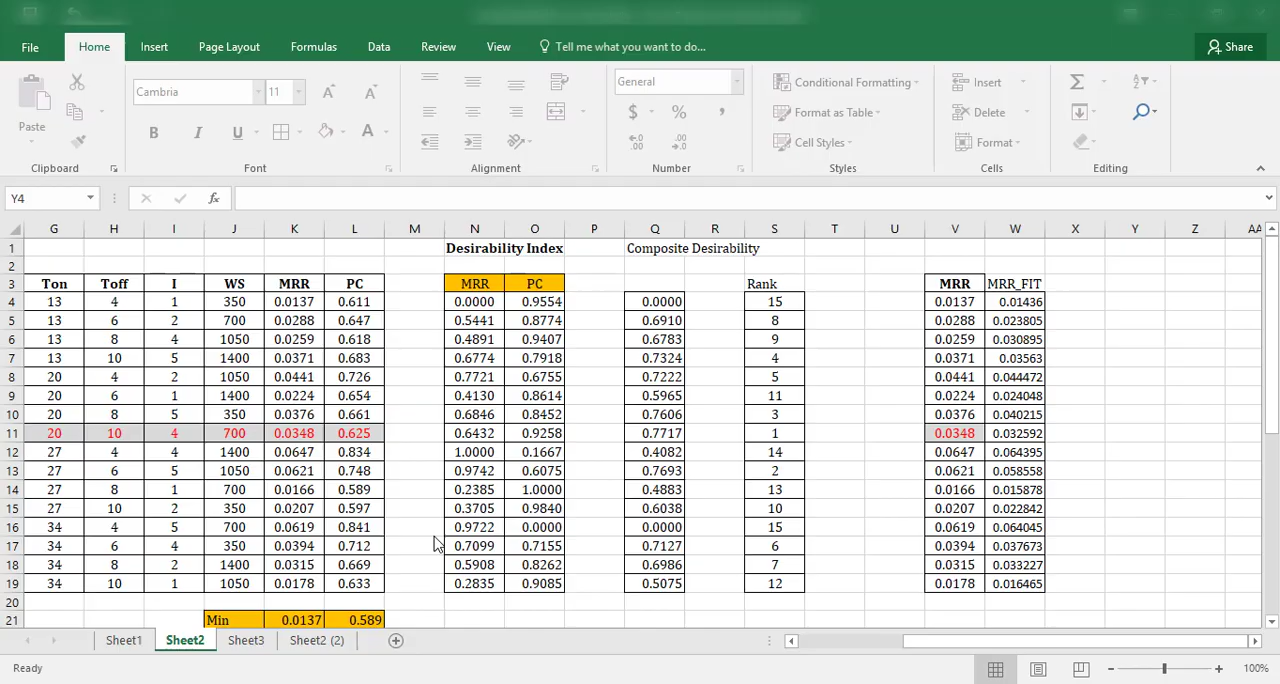 File Home Insert Page Layout Formulas Data Review View Tell me what you want to do... Share
Cambria 11 General Conditional Formatting Insert
Paste B I U A $ % , Format as Table Delete
Cell Styles Format
Clipboard Font Alignment Number Styles Cells Editing
Y4 fx
G H I J K L M N O P Q R S T U V W X Y Z AA
1 Desirability Index Composite Desirability
2
3 Ton Toff I WS MRR PC MRR PC Rank MRR MRR_FIT
4 13 4 1 350 0.0137 0.611 0.0000 0.9554 0.0000 15 0.0137 0.01436
5 13 6 2 700 0.0288 0.647 0.5441 0.8774 0.6910 8 0.0288 0.023805
6 13 8 4 1050 0.0259 0.618 0.4891 0.9407 0.6783 9 0.0259 0.030895
7 13 10 5 1400 0.0371 0.683 0.6774 0.7918 0.7324 4 0.0371 0.03563
8 20 4 2 1050 0.0441 0.726 0.7721 0.6755 0.7222 5 0.0441 0.044472
9 20 6 1 1400 0.0224 0.654 0.4130 0.8614 0.5965 11 0.0224 0.024048
10 20 8 5 350 0.0376 0.661 0.6846 0.8452 0.7606 3 0.0376 0.040215
11 20 10 4 700 0.0348 0.625 0.6432 0.9258 0.7717 1 0.0348 0.032592
12 27 4 4 1400 0.0647 0.834 1.0000 0.1667 0.4082 14 0.0647 0.064395
13 27 6 5 1050 0.0621 0.748 0.9742 0.6075 0.7693 2 0.0621 0.058558
14 27 8 1 700 0.0166 0.589 0.2385 1.0000 0.4883 13 0.0166 0.015878
15 27 10 2 350 0.0207 0.597 0.3705 0.9840 0.6038 10 0.0207 0.022842
16 34 4 5 700 0.0619 0.841 0.9722 0.0000 0.0000 15 0.0619 0.064045
17 34 6 4 350 0.0394 0.712 0.7099 0.7155 0.7127 6 0.0394 0.037673
18 34 8 2 1400 0.0315 0.669 0.5908 0.8262 0.6986 7 0.0315 0.033227
19 34 10 1 1050 0.0178 0.633 0.2835 0.9085 0.5075 12 0.0178 0.016465
20
21 Min 0.0137 0.589
Sheet1 Sheet2 Sheet3 Sheet2 (2)
Ready 100%